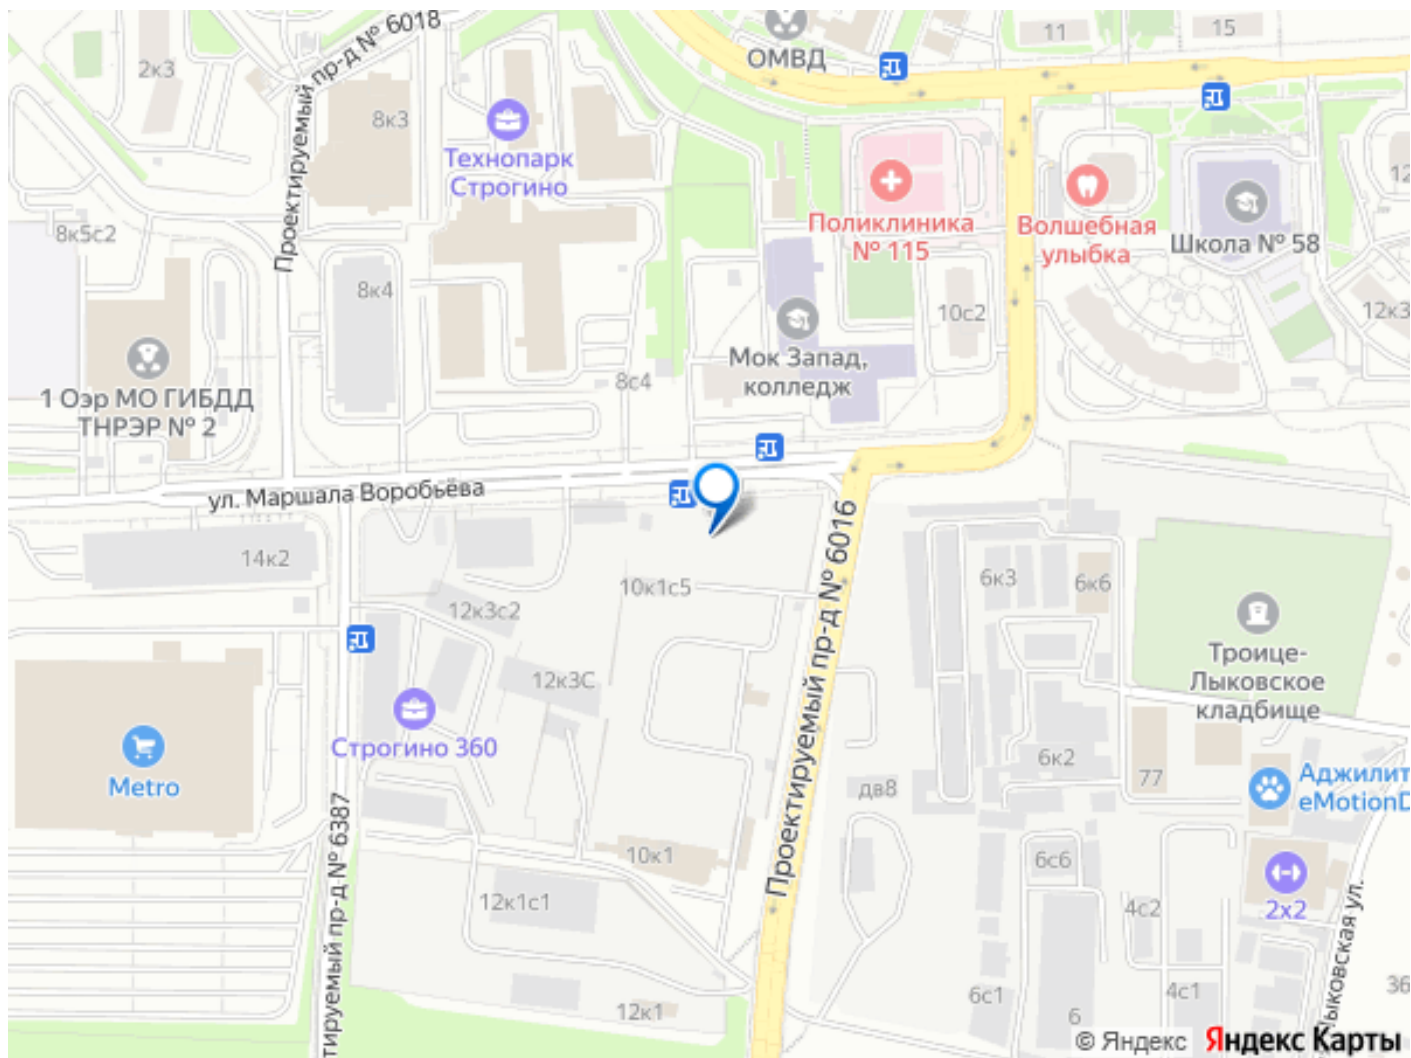 ОМВД
11
15
2к3
Проектируемый пр-д № 6018
8к3
Технопарк
Строгино
Поликлиника
№ 115
Волшебная
улыбка
Школа № 58
12
8к5с2
8к4
10с2
12к3
Мок Запад,
колледж
8с4
1 Оэр МО ГИБДД
ТНРЭР № 2
ул. Маршала Воробьёва
14к2
10к1с5
12к3с2
Проектируемый пр-д № 6016
6к3
6к6
Троице-
Лыковское
кладбище
12к3С
Строгино 360
Metro
6к2
77
дв8
Аджилит
eMotionD
10к1
6с6
2x2
12к1с1
4с2
тируемый пр-д № 6387
Лыковская ул.
6с1
4с1
36
12к1
6
© Яндекс Яндекс Карты